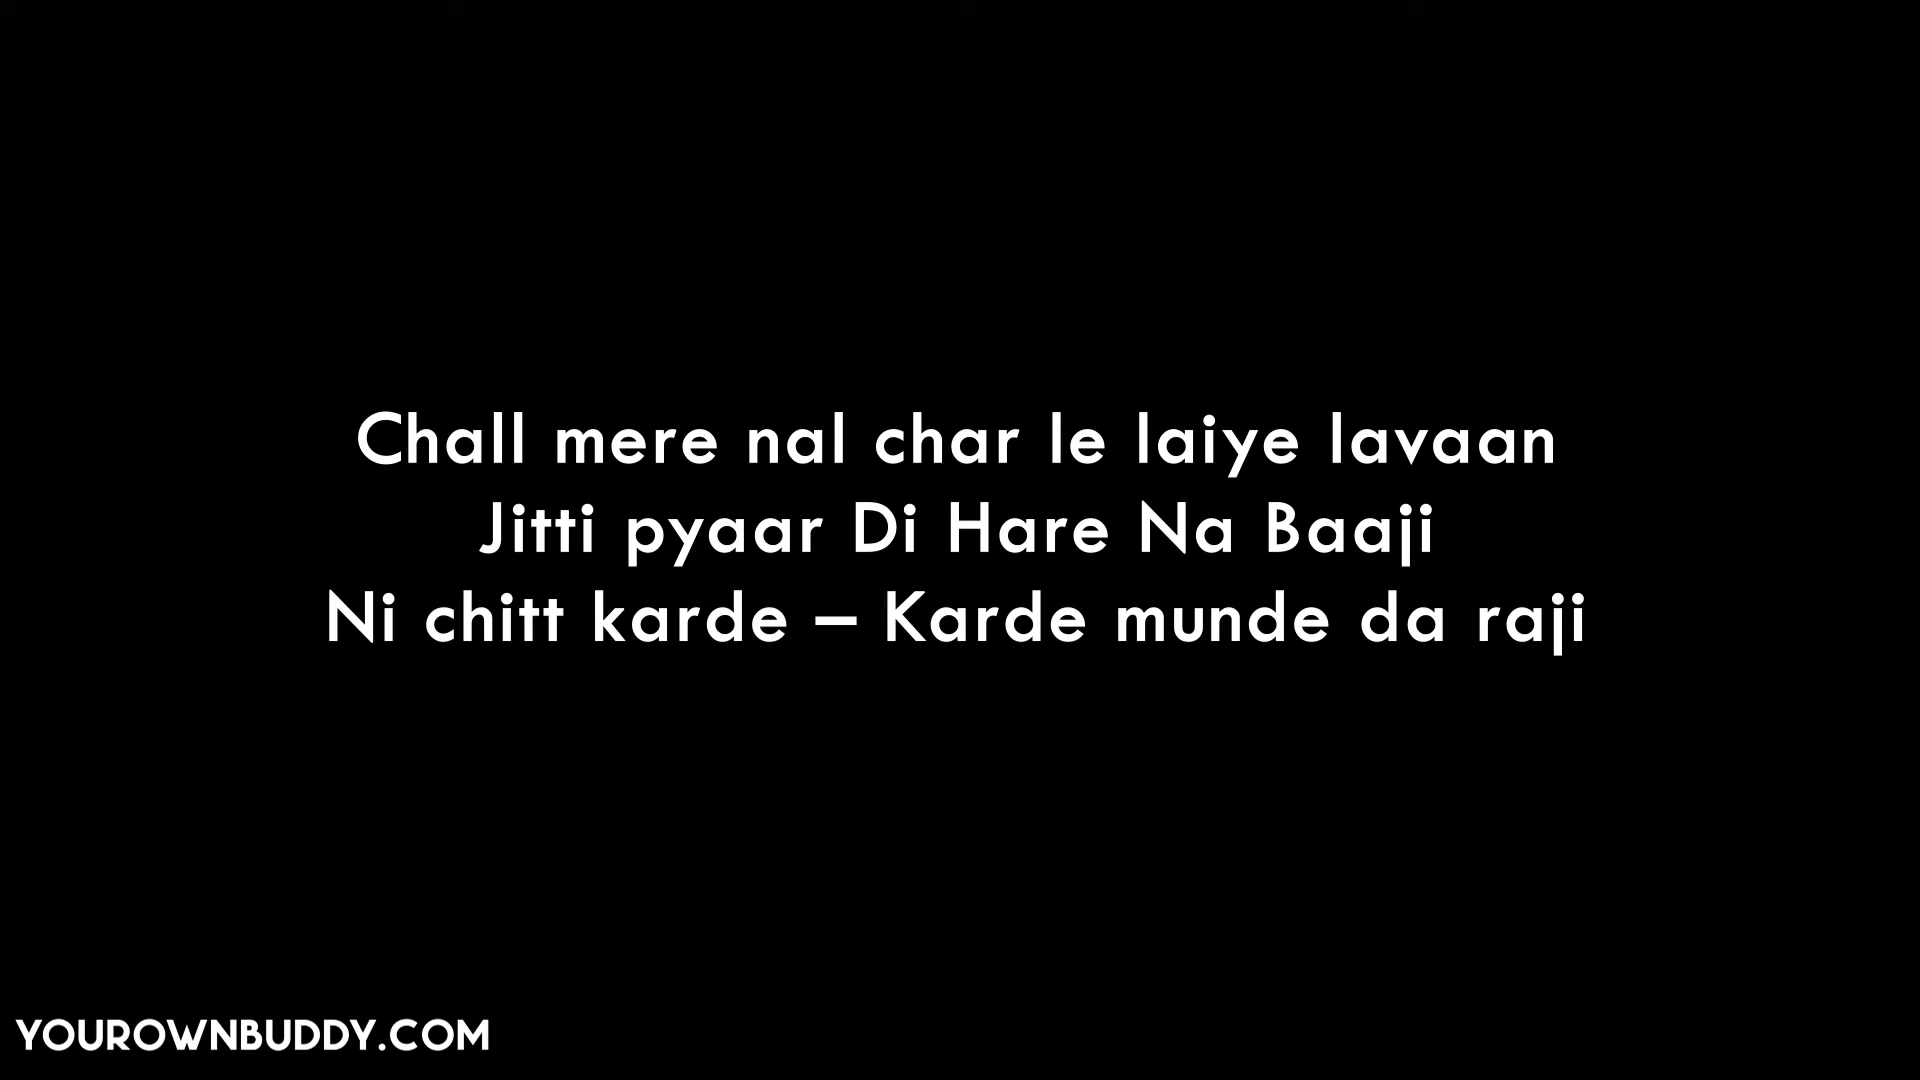 Chall mere nal char le laiye lavaan
Jitti pyaar Di Hare Na Baaji
Ni chitt karde – Karde munde da raji
YOUROWNBUDDY.COM